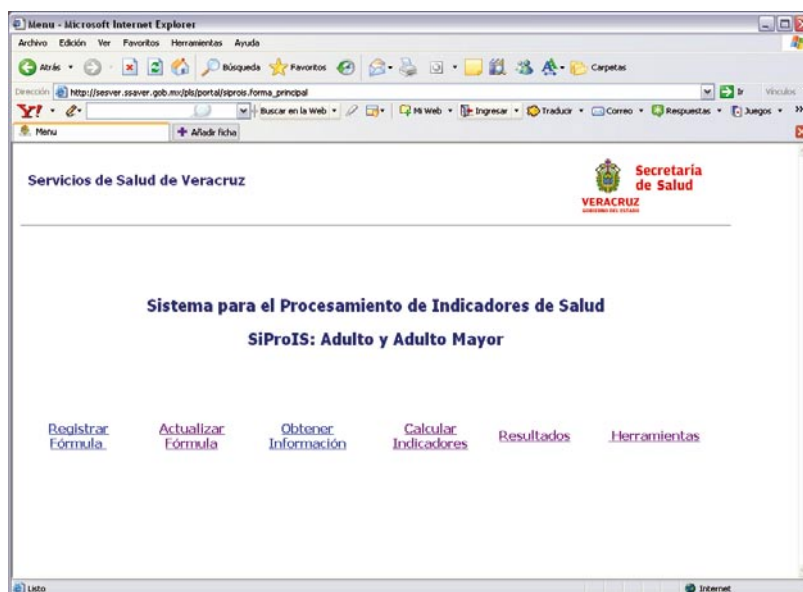 Menu - Microsoft Internet Explorer
Archivo Edición Ver Favoritos Herramientas Ayuda
Atrás Búsqueda Favoritos Carpetas
Dirección http://sesver.ssaver.gob.mx/pls/portal/siprois.forma_principal Ir Vínculos
Y! Buscar en la Web Mi Web Ingresar Traducir Correo Respuestas Juegos
Menu Añadir ficha
Servicios de Salud de Veracruz
Secretaría
de Salud
VERACRUZ
GOBIERNO DEL ESTADO
Sistema para el Procesamiento de Indicadores de Salud
SiProIS: Adulto y Adulto Mayor
Registrar Fórmula
Actualizar Fórmula
Obtener Información
Calcular Indicadores
Resultados
Herramientas
Listo Internet